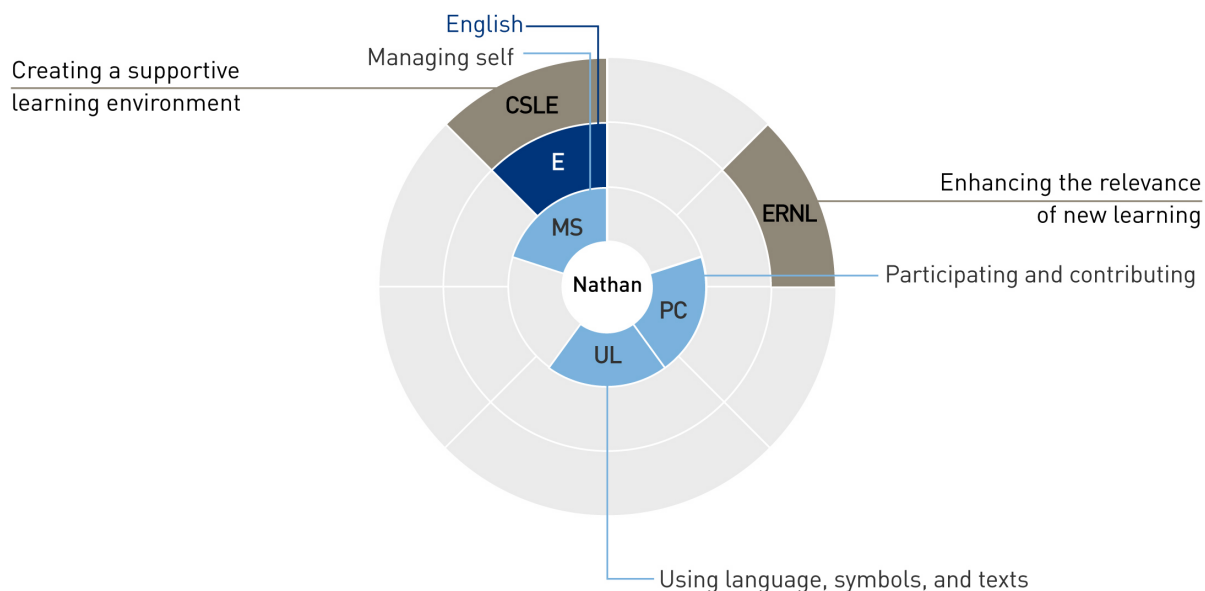 English
Managing self
Creating a supportive
learning environment
CSLE
E
MS
Nathan
ERNL
Enhancing the relevance
of new learning
Participating and contributing
PC
UL
Using language, symbols, and texts